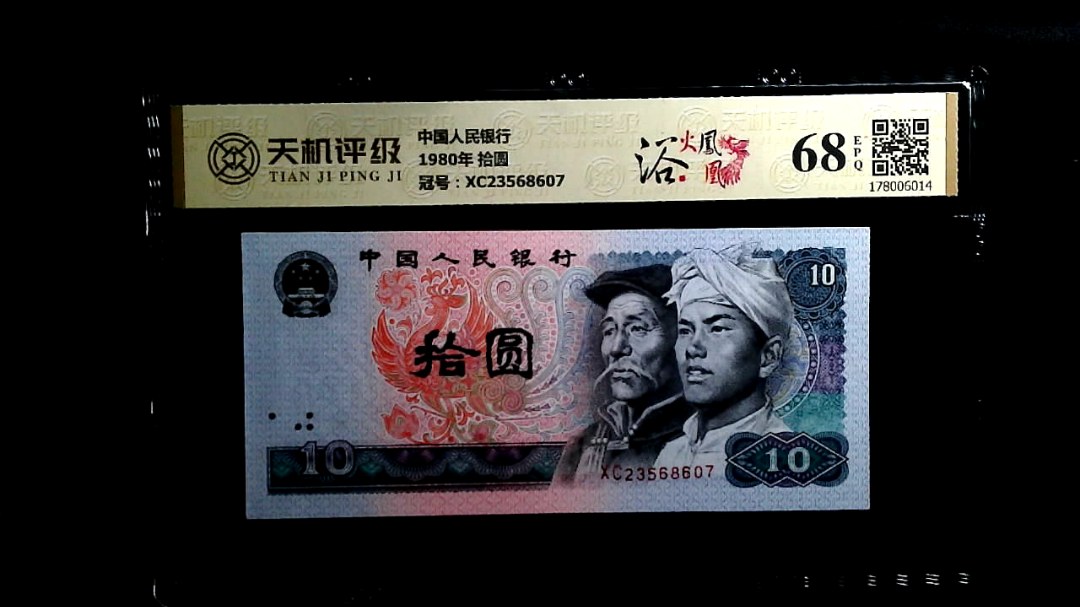 天机评级
TIAN JI PING JI
中国人民银行
1980年 拾圆
冠号：XC23568607
浴火凤凰
68
EPQ
178006014
中国人民银行
10
拾圆
10
XC23568607
10